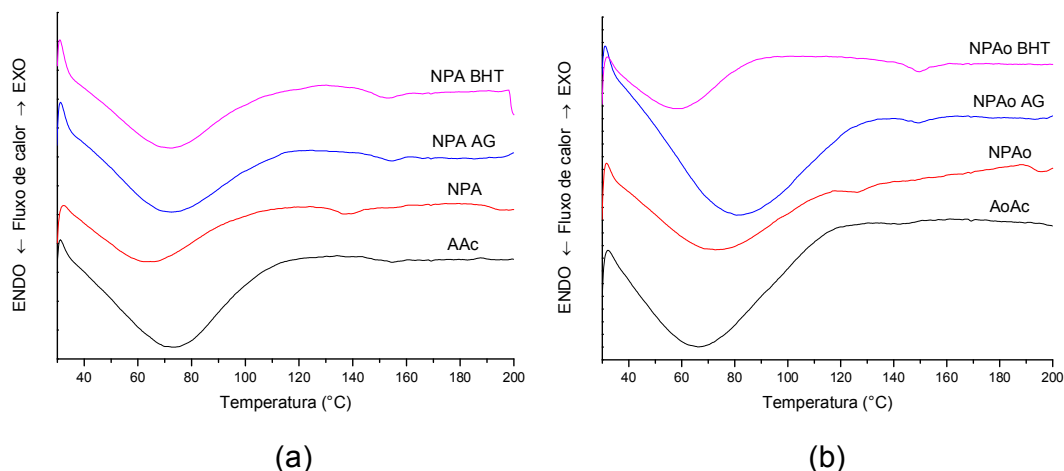 ENDO ← Fluxo de calor → EXO
NPA BHT
NPA AG
NPA
AAc
40 60 80 100 120 140 160 180 200
Temperatura (°C)
(a)
ENDO ← Fluxo de calor → EXO
NPAo BHT
NPAo AG
NPAo
AoAc
40 60 80 100 120 140 160 180 200
Temperatura (°C)
(b)